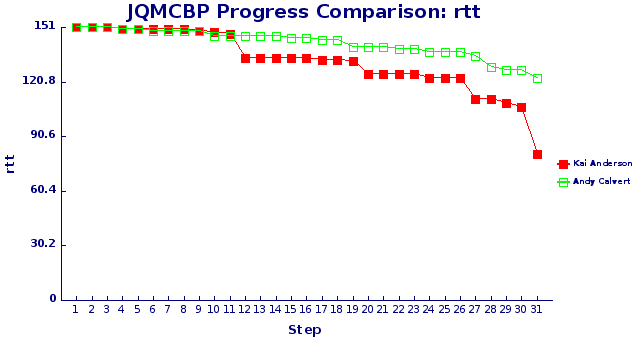 JQMCBP Progress Comparison: rtt
151
120.8
90.6
60.4
30.2
0
rtt
1 2 3 4 5 6 7 8 9 10 11 12 13 14 15 16 17 18 19 20 21 22 23 24 25 26 27 28 29 30 31
Step
Kai Anderson
Andy Calvert